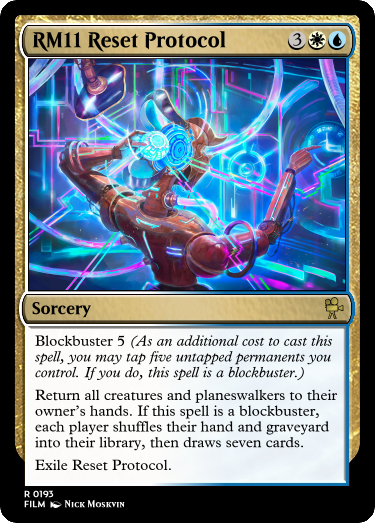 RM11 Reset Protocol 3
Sorcery
Blockbuster 5 (As an additional cost to cast this
spell, you may tap five untapped permanents you
control. If you do, this spell is a blockbuster.)
Return all creatures and planeswalkers to their
owner's hands. If this spell is a blockbuster,
each player shuffles their hand and graveyard
into their library, then draws seven cards.
Exile Reset Protocol.
R 0193
FILM Nick Moskvin